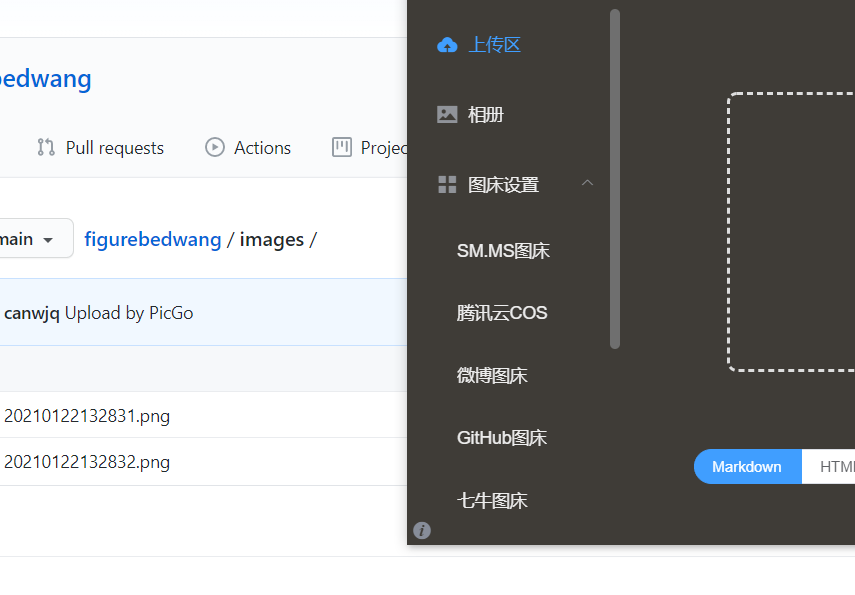 bedwang
Pull requests
Actions
Projec
main
figurebedwang / images /
canwjq Upload by PicGo
20210122132831.png
20210122132832.png
上传区
相册
图床设置
SM.MS图床
腾讯云COS
微博图床
GitHub图床
七牛图床
Markdown
HTM